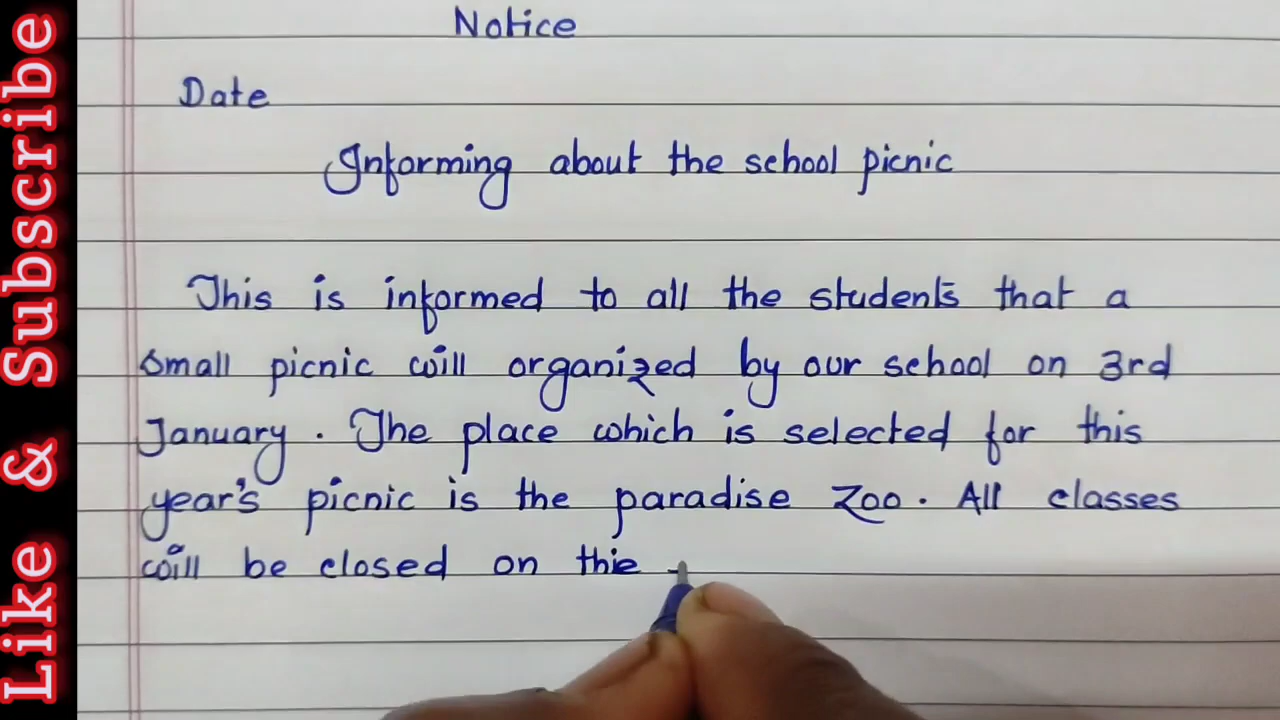 Like & Subscribe
Notice
Date
Informing about the school picnic
This is informed to all the students that a
small picnic will organized by our school on 3rd
January. The place which is selected for this
year's picnic is the paradise Zoo. All classes
will be closed on